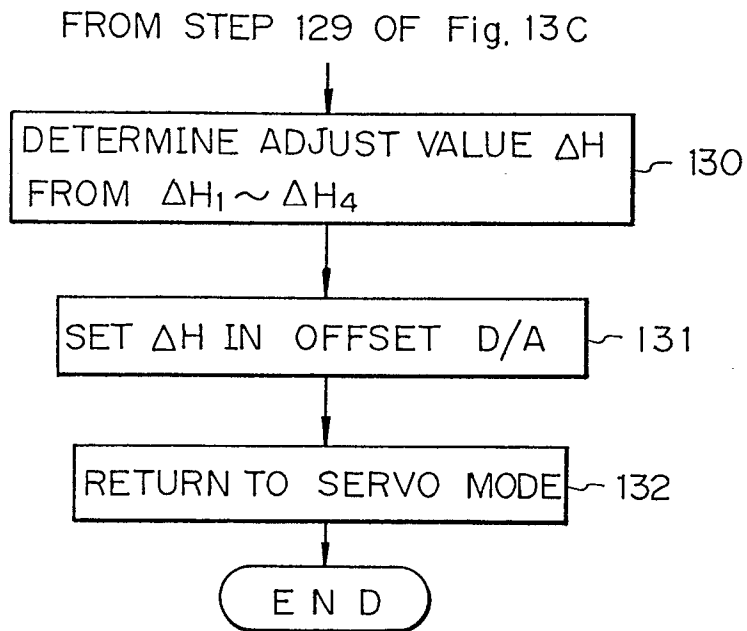 FROM STEP 129 OF Fig. 13C
DETERMINE ADJUST VALUE ΔH
FROM ΔH₁ ~ ΔH₄
130
SET ΔH IN OFFSET D/A
131
RETURN TO SERVO MODE
132
END